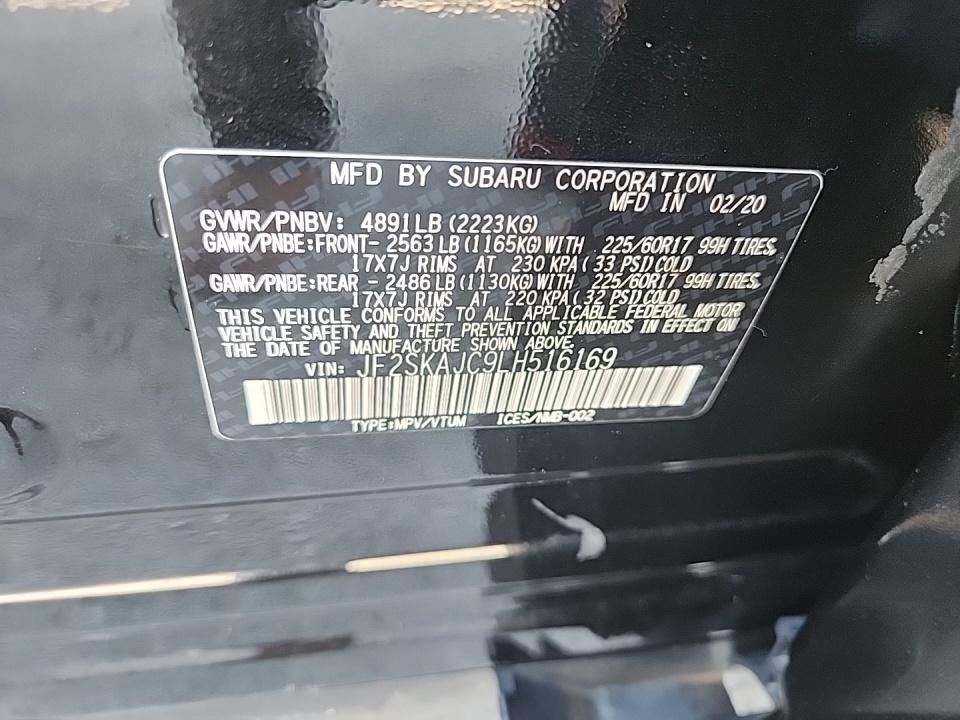 MFD BY SUBARU CORPORATION
MFD IN 02/20
GVWR/PNBV: 4891LB (2223KG)
GAWR/PNBE:FRONT- 2563 LB (1165KG) WITH 225/60R17 99H TIRES,
17X7J RIMS AT 230 KPA ( 33 PSI) COLD
GAWR/PNBE:REAR - 2486 LB (1130KG) WITH 225/60R17 99H TIRES,
17X7J RIMS AT 220 KPA ( 32 PSI) COLD
THIS VEHICLE CONFORMS TO ALL APPLICABLE FEDERAL MOTOR
VEHICLE SAFETY AND THEFT PREVENTION STANDARDS IN EFFECT ON
THE DATE OF MANUFACTURE SHOWN ABOVE.
VIN: JF2SKAJC9LH516169
TYPE:MPV/VTUM ICES/NMB-002